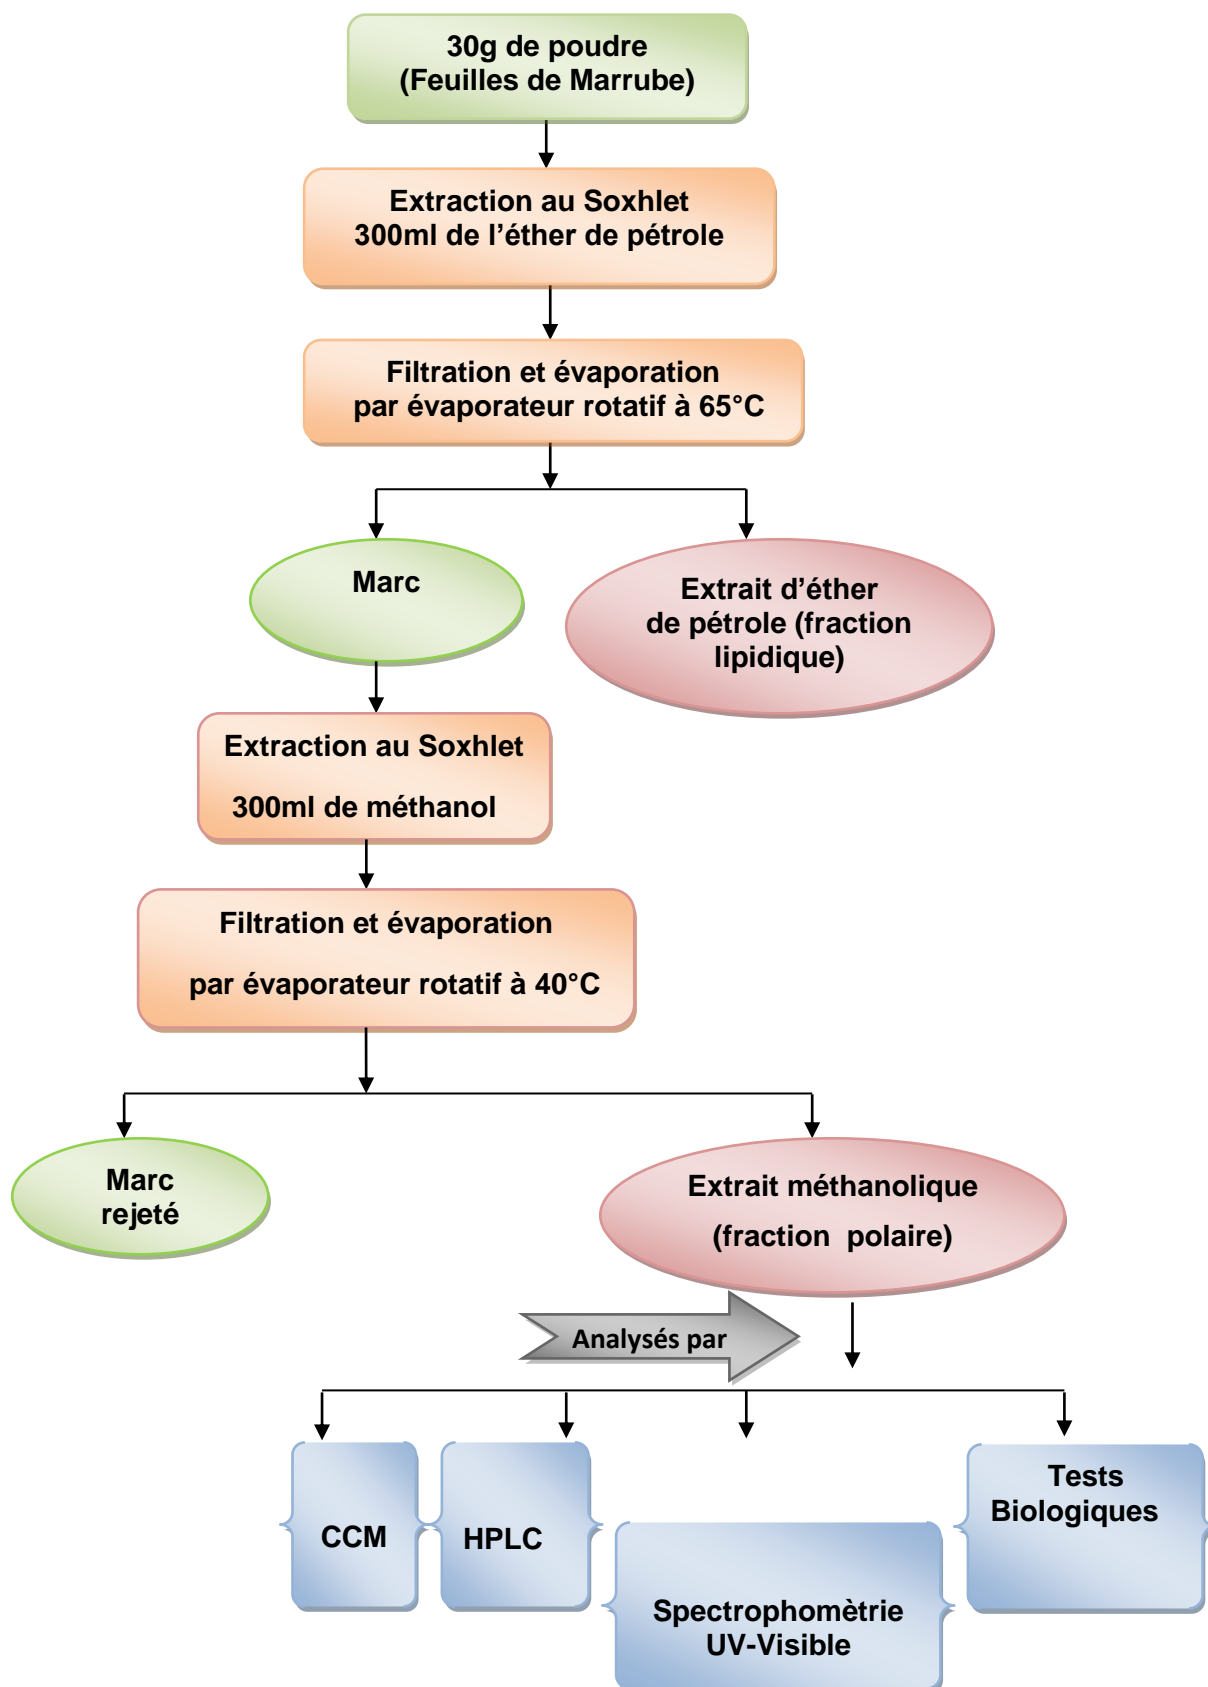 30g de poudre
(Feuilles de Marrube)
Extraction au Soxhlet
300ml de l’éther de pétrole
Filtration et évaporation
par évaporateur rotatif à 65°C
Marc
Extrait d’éther
de pétrole (fraction
lipidique)
Extraction au Soxhlet
300ml de méthanol
Filtration et évaporation
par évaporateur rotatif à 40°C
Marc
rejeté
Extrait méthanolique
(fraction polaire)
Analysés par
CCM
HPLC
Spectrophomètrie
UV-Visible
Tests
Biologiques